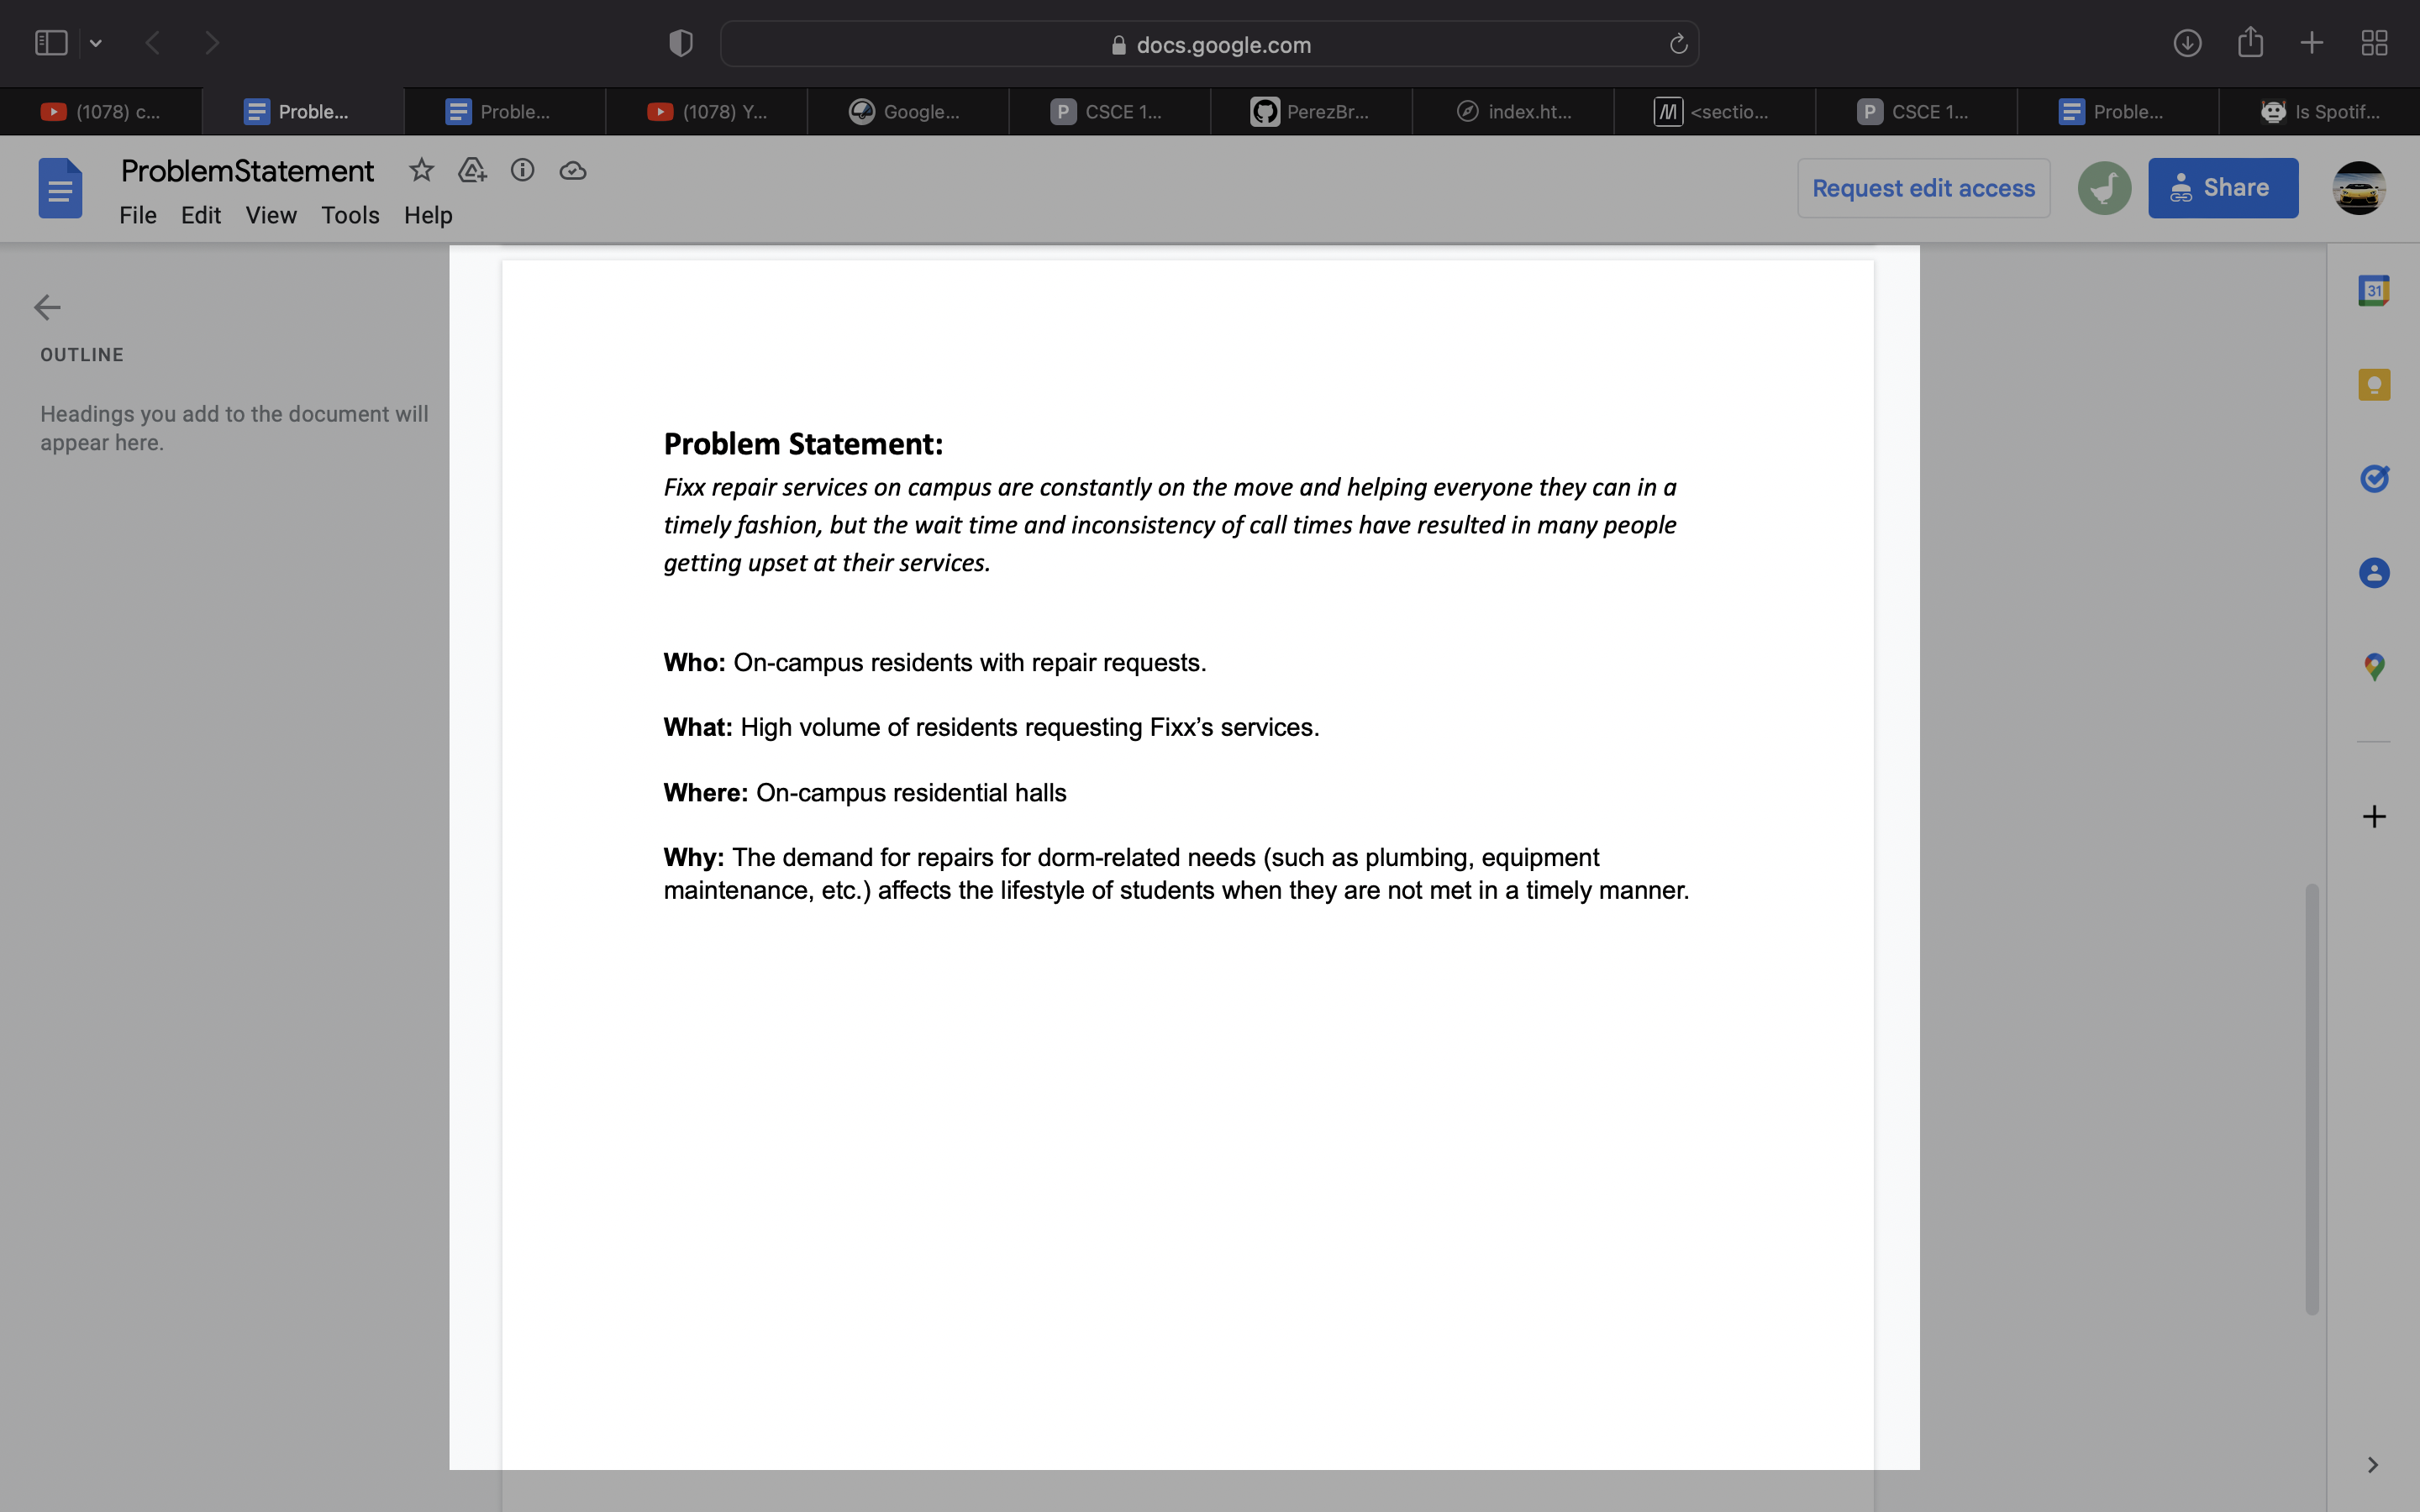 docs.google.com
(1078) c... Proble... Proble... (1078) Y... Google... P CSCE 1... PerezBr... index.ht... M <sectio... P CSCE 1... Proble... Is Spotif...
ProblemStatement
File Edit View Tools Help
Request edit access
Share
31
OUTLINE
Headings you add to the document will
appear here.
Problem Statement:
Fixx repair services on campus are constantly on the move and helping everyone they can in a
timely fashion, but the wait time and inconsistency of call times have resulted in many people
getting upset at their services.
Who: On-campus residents with repair requests.
What: High volume of residents requesting Fixx’s services.
Where: On-campus residential halls
Why: The demand for repairs for dorm-related needs (such as plumbing, equipment
maintenance, etc.) affects the lifestyle of students when they are not met in a timely manner.